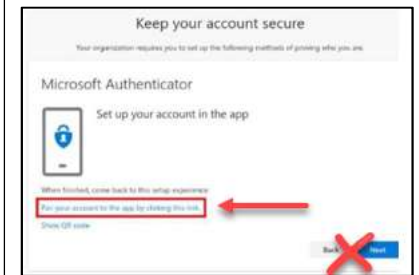 Keep your account secure
Your organization requires you to set up the following methods of proving who you are.
Microsoft Authenticator
Set up your account in the app
When finished, come back to this setup experience
Pair your account to the app by clicking this link.
Show QR code
Back
Next